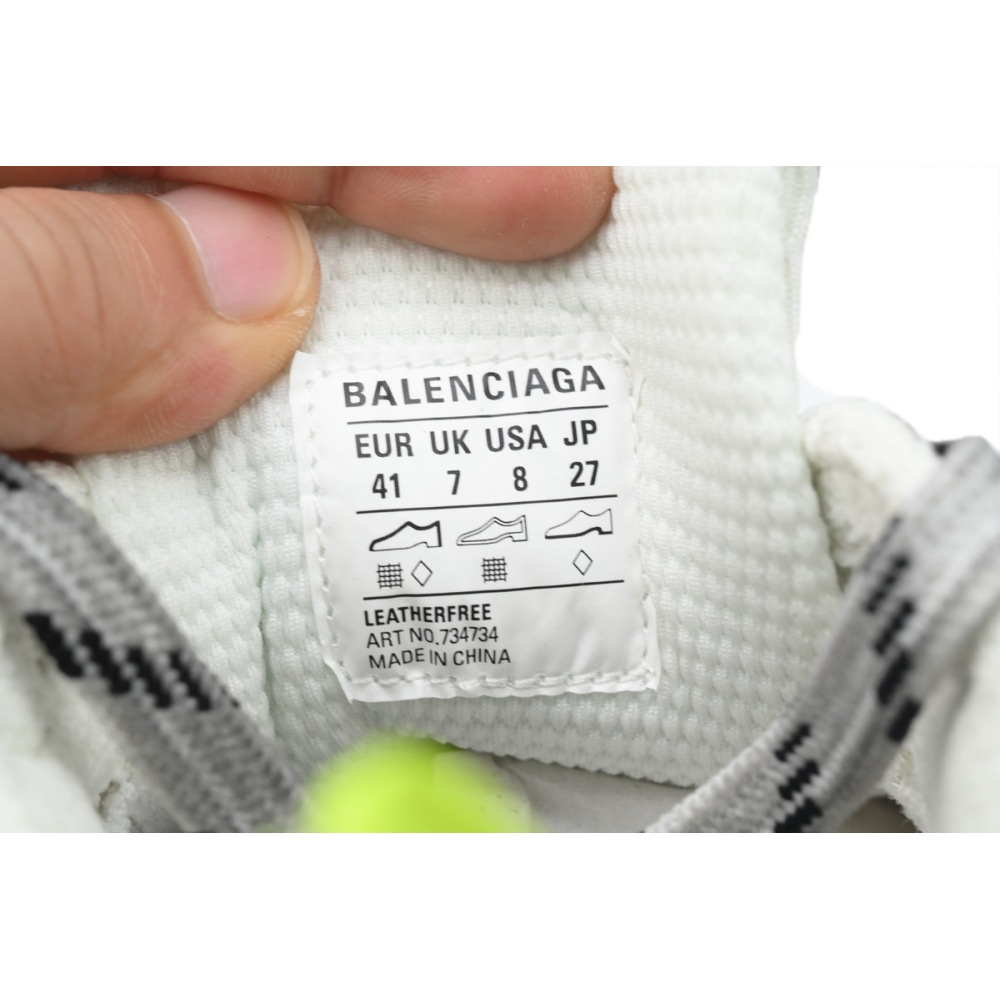 BALENCIAGA
EUR UK USA JP
41 7 8 27
LEATHERFREE
ART NO.734734
MADE IN CHINA